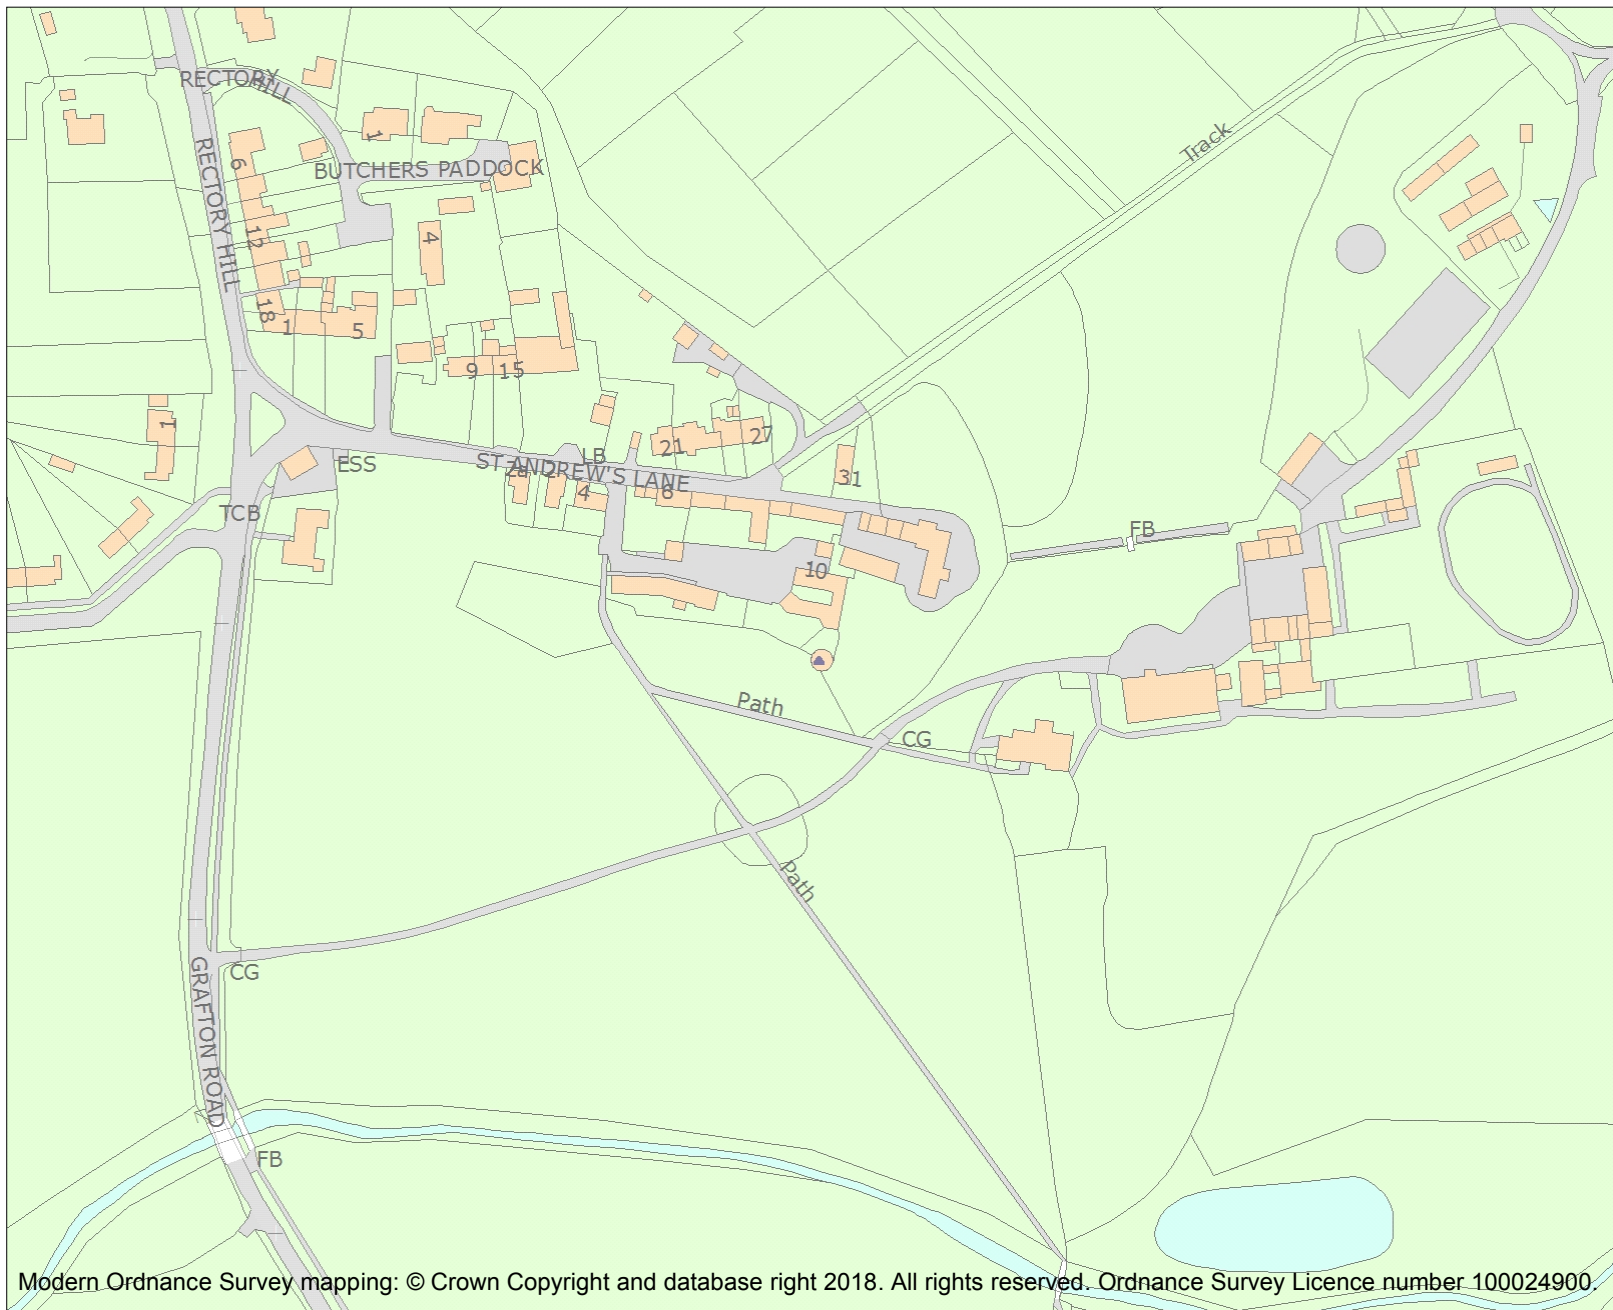 RECTORY HILL
1
Track
RECTORY HILL
6
BUTCHERS PADDOCK
12
4
18
1
5
9
15
1
21
27
ESS
LB
ST ANDREW'S LANE
2a
2
4
8
31
TCB
FB
10
Path
CG
Path
CG
GRAFTON ROAD
FB
Modern Ordnance Survey mapping: © Crown Copyright and database right 2018. All rights reserved. Ordnance Survey Licence number 100024900.